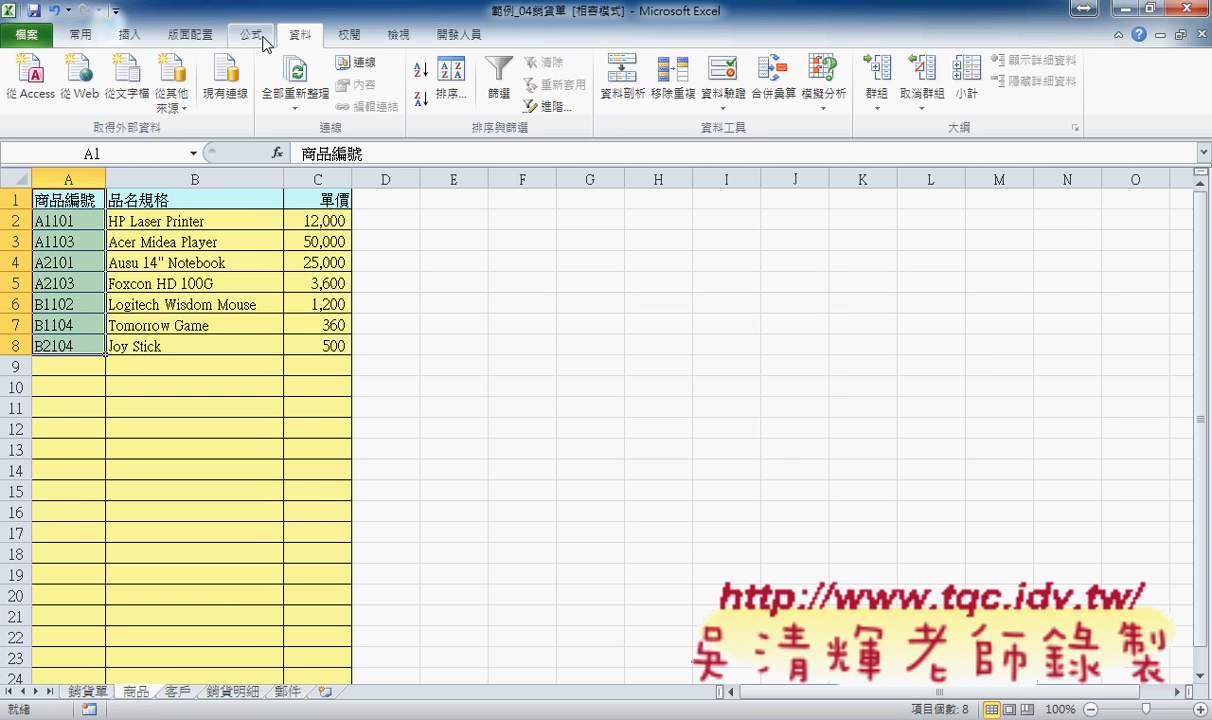 範例_04銷貨單 [相容模式] - Microsoft Excel
檔案 常用 插入 版面配置 公式 資料 校閱 檢視 開發人員
從 Access 從 Web 從文字檔 從其他來源 現有連線 全部重新整理 連線 內容 編輯連結 排序... 篩選 清除 重新套用 進階... 資料剖析 移除重複 資料驗證 合併彙算 模擬分析 群組 取消群組 小計 顯示詳細資料 隱藏詳細資料
取得外部資料 連線 排序與篩選 資料工具 大綱
A1 fx 商品編號
A B C D E F G H I J K L M N O
1 商品編號 品名規格 單價
2 A1101 HP Laser Printer 12,000
3 A1103 Acer Midea Player 50,000
4 A2101 Ausu 14" Notebook 25,000
5 A2103 Foxcon HD 100G 3,600
6 B1102 Logitech Wisdom Mouse 1,200
7 B1104 Tomorrow Game 360
8 B2104 Joy Stick 500
9
10
11
12
13
14
15
16
17
18
19
20
21
22
23
24
http://www.tqc.idv.tw/
吳清輝老師錄製
銷貨單 商品 客戶 銷貨明細 郵件
就緒 項目個數: 8 100%